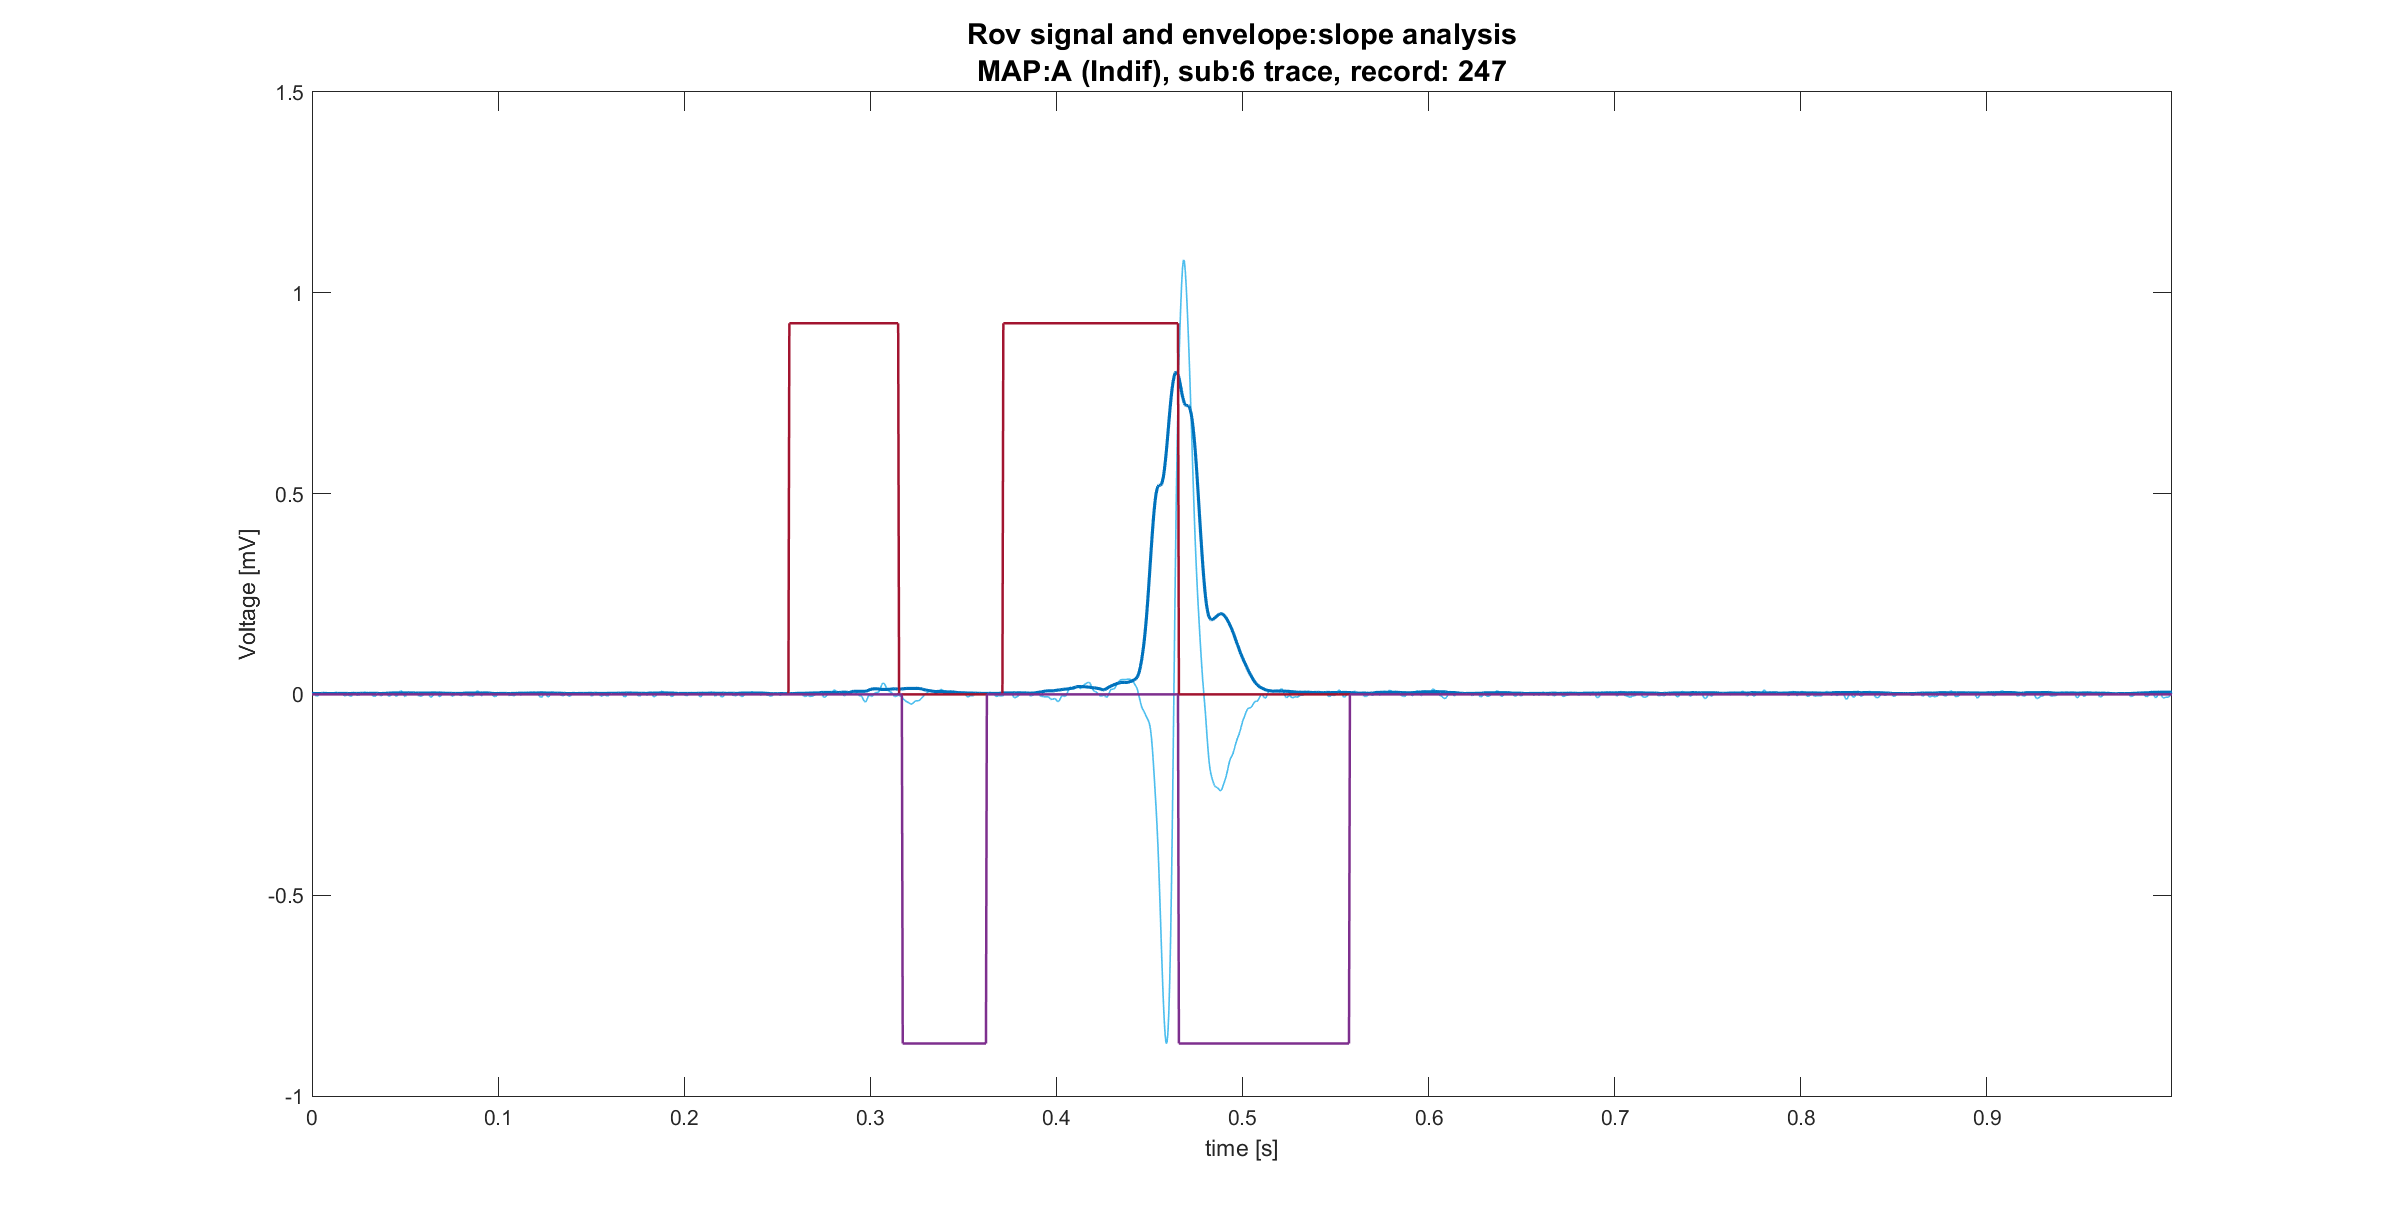 Rov signal and envelope:slope analysis
MAP:A (Indif), sub:6 trace, record: 247
1.5
1
0.5
0
-0.5
-1
Voltage [mV]
0 0.1 0.2 0.3 0.4 0.5 0.6 0.7 0.8 0.9
time [s]